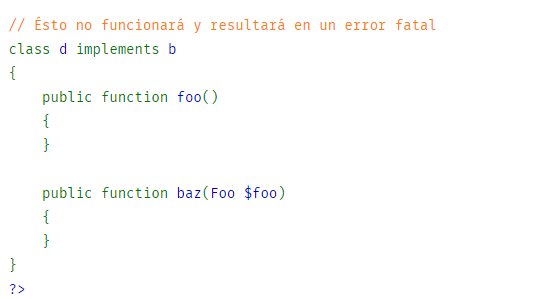 // Ésto no funcionará y resultará en un error fatal
class d implements b
{
    public function foo()
    {
    }

    public function baz(Foo $foo)
    {
    }
}
?>